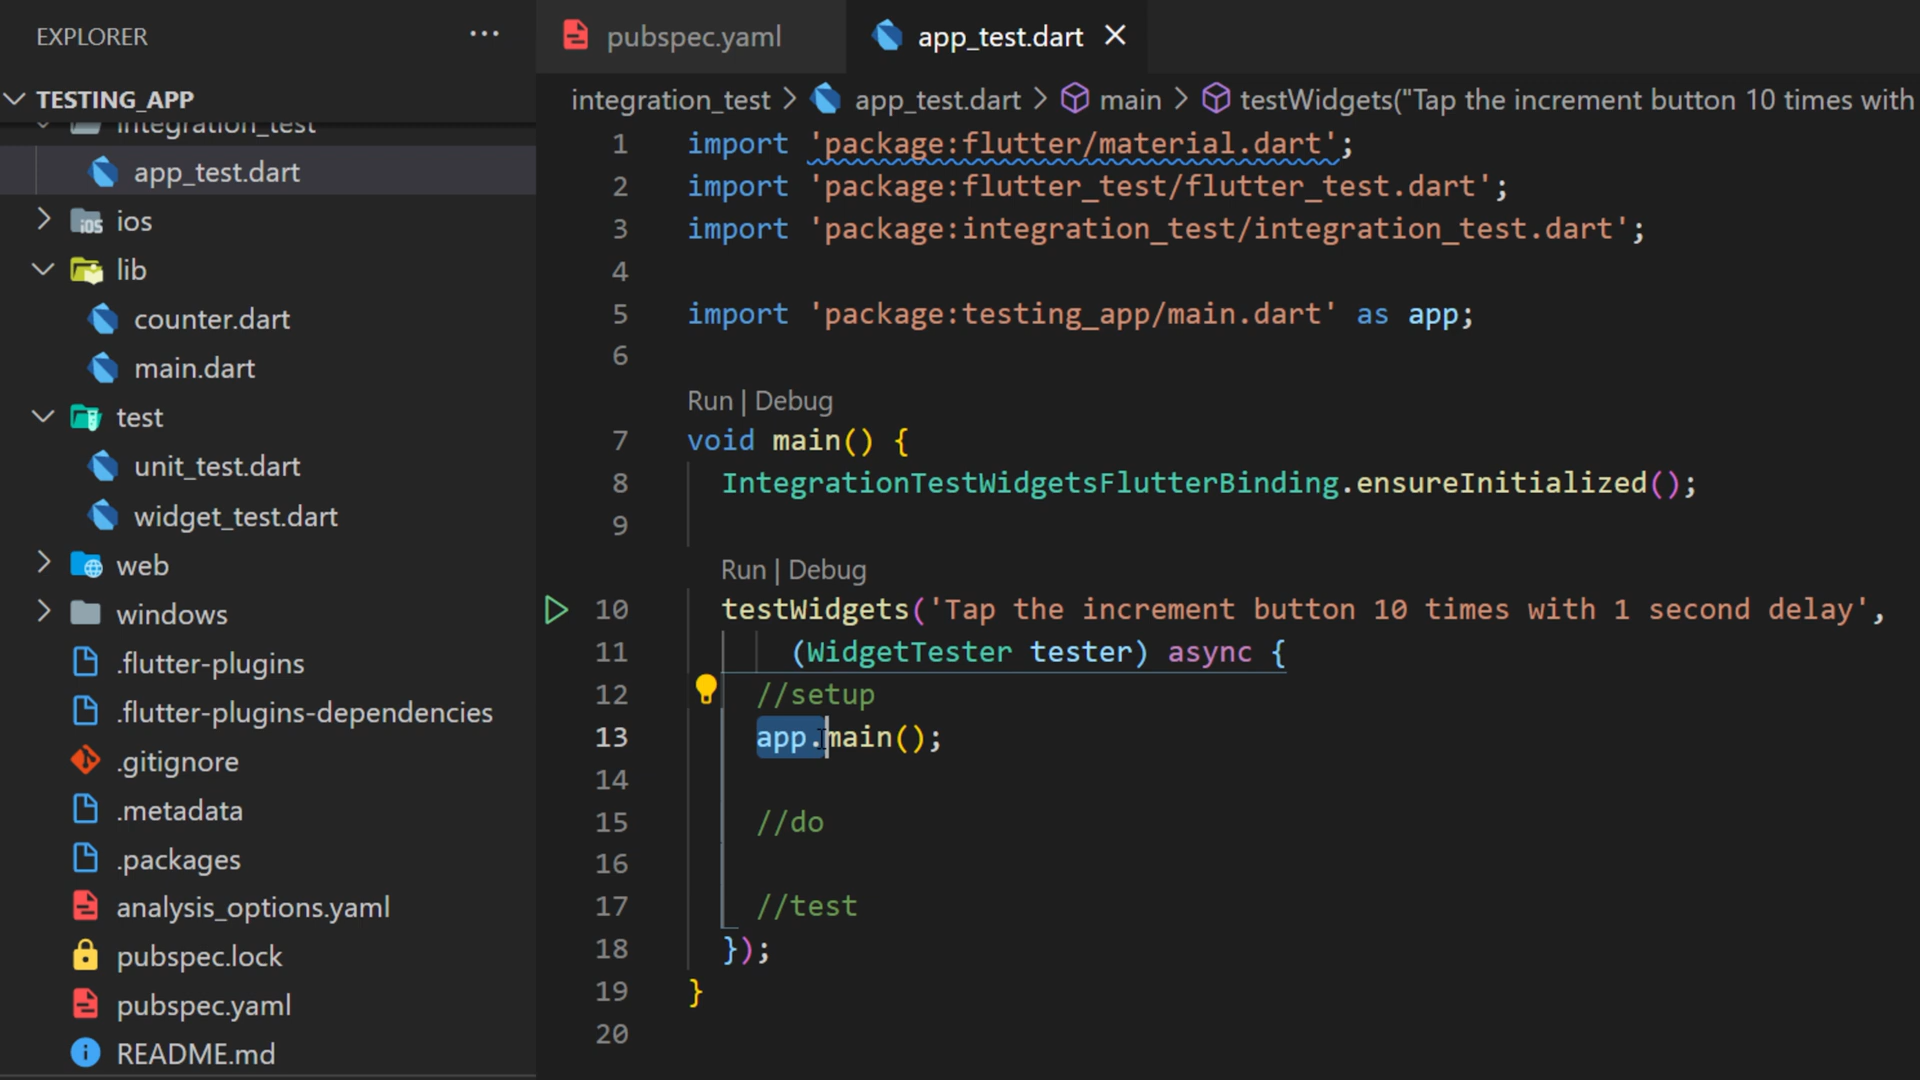 EXPLORER
TESTING_APP
integration_test
app_test.dart
ios
lib
counter.dart
main.dart
test
unit_test.dart
widget_test.dart
web
windows
.flutter-plugins
.flutter-plugins-dependencies
.gitignore
.metadata
.packages
analysis_options.yaml
pubspec.lock
pubspec.yaml
README.md
pubspec.yaml
app_test.dart
integration_test > app_test.dart > main > testWidgets("Tap the increment button 10 times with
1 import 'package:flutter/material.dart';
2 import 'package:flutter_test/flutter_test.dart';
3 import 'package:integration_test/integration_test.dart';
4
5 import 'package:testing_app/main.dart' as app;
6
Run | Debug
7 void main() {
8 IntegrationTestWidgetsFlutterBinding.ensureInitialized();
9
Run | Debug
10 testWidgets('Tap the increment button 10 times with 1 second delay',
11 (WidgetTester tester) async {
12 //setup
13 app.main();
14
15 //do
16
17 //test
18 });
19 }
20